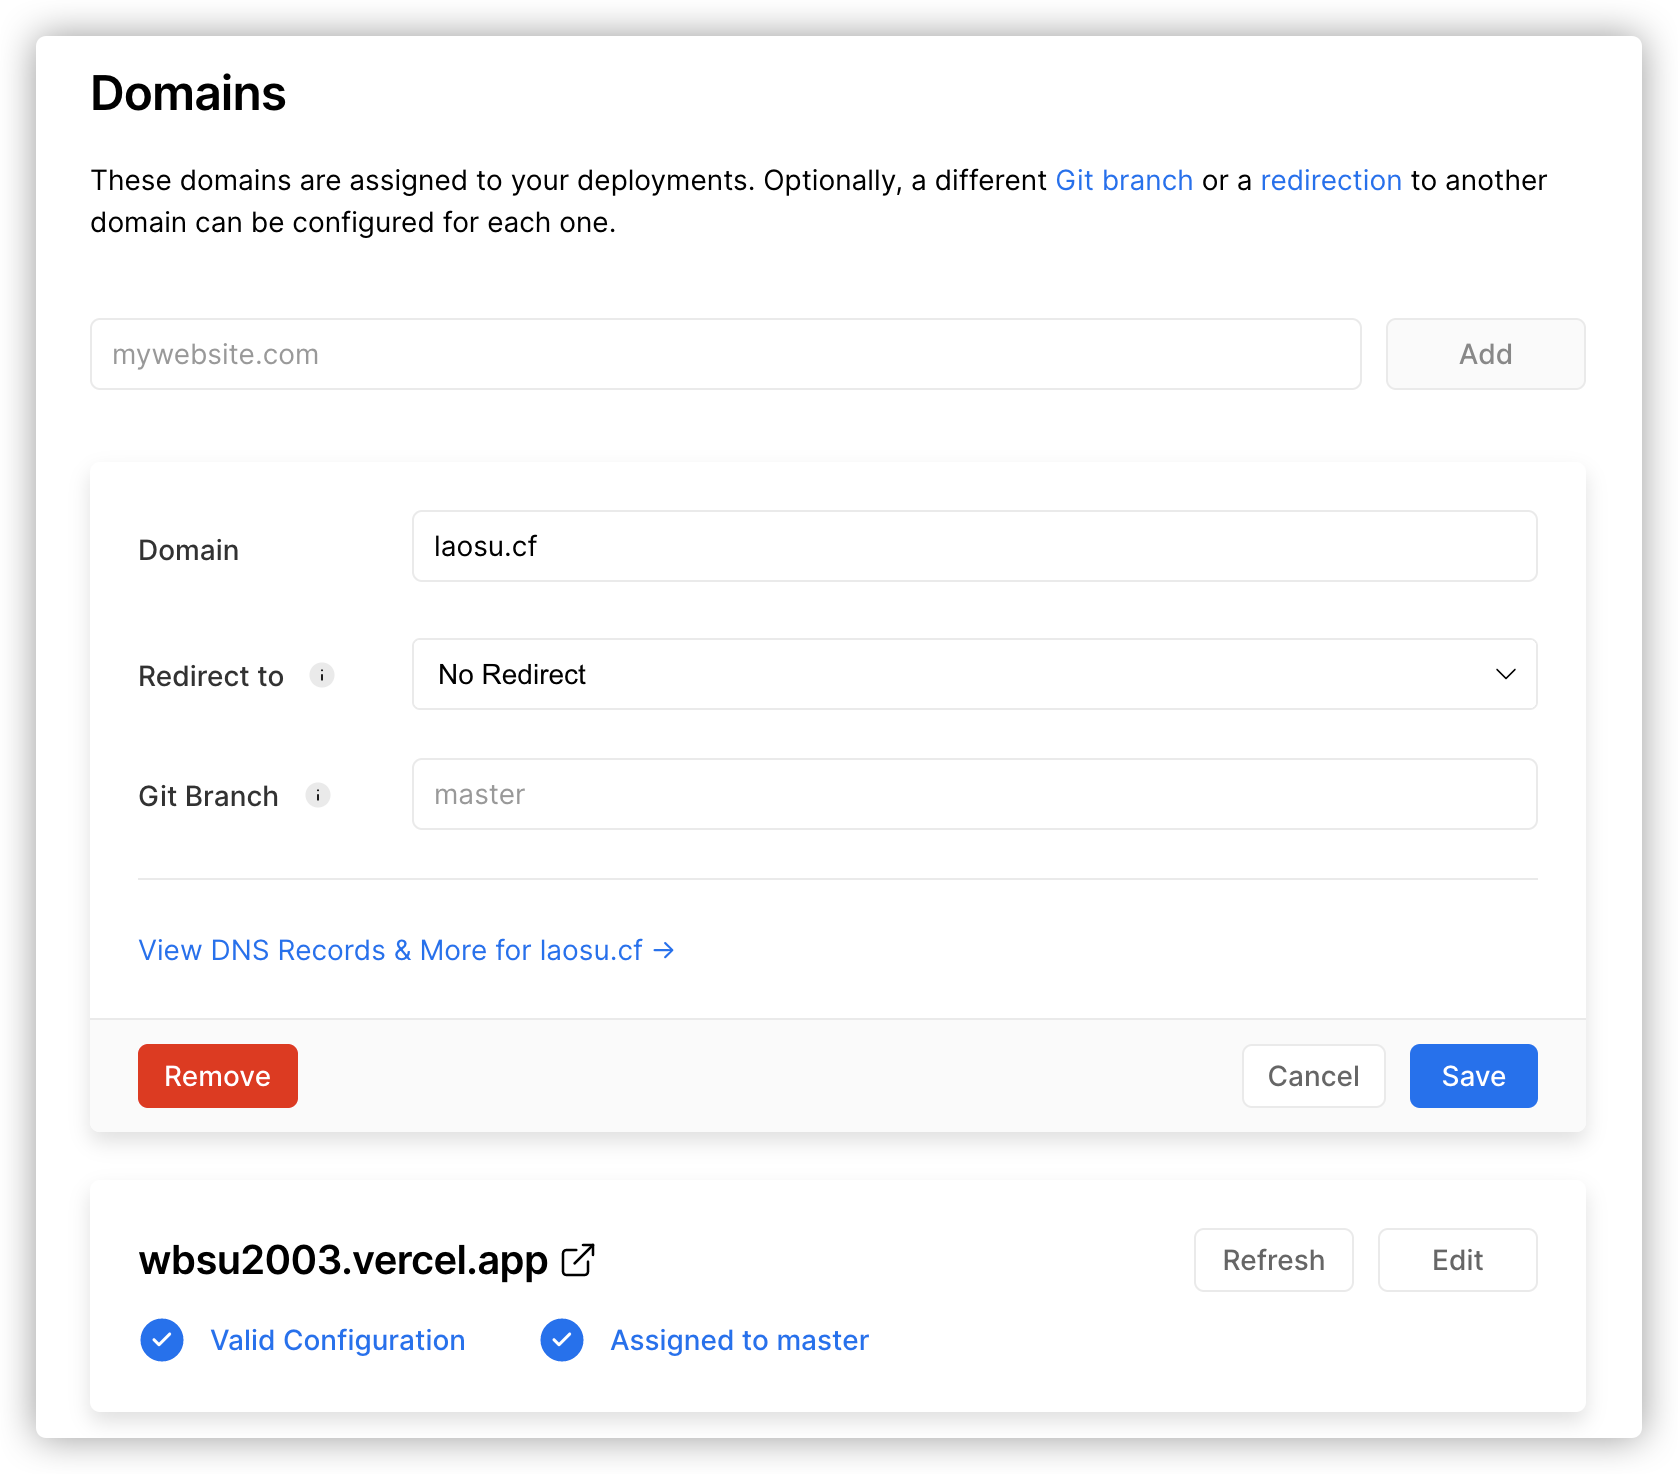 Domains
These domains are assigned to your deployments. Optionally, a different Git branch or a redirection to another
domain can be configured for each one.
mywebsite.com
Add
Domain
laosu.cf
Redirect to
No Redirect
Git Branch
master
View DNS Records & More for laosu.cf →
Remove
Cancel
Save
wbsu2003.vercel.app
Refresh
Edit
Valid Configuration
Assigned to master